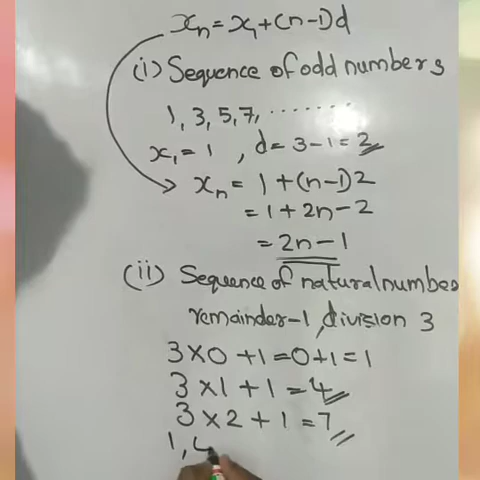 xₙ = x₁ + (n-1)d
(i) Sequence of odd numbers
1, 3, 5, 7, ........
x₁ = 1 , d = 3-1 = 2
xₙ = 1 + (n-1)2
= 1 + 2n - 2
= 2n - 1
(ii) Sequence of natural number
remainder-1, division 3
3 × 0 + 1 = 0 + 1 = 1
3 × 1 + 1 = 4
3 × 2 + 1 = 7
1, 4